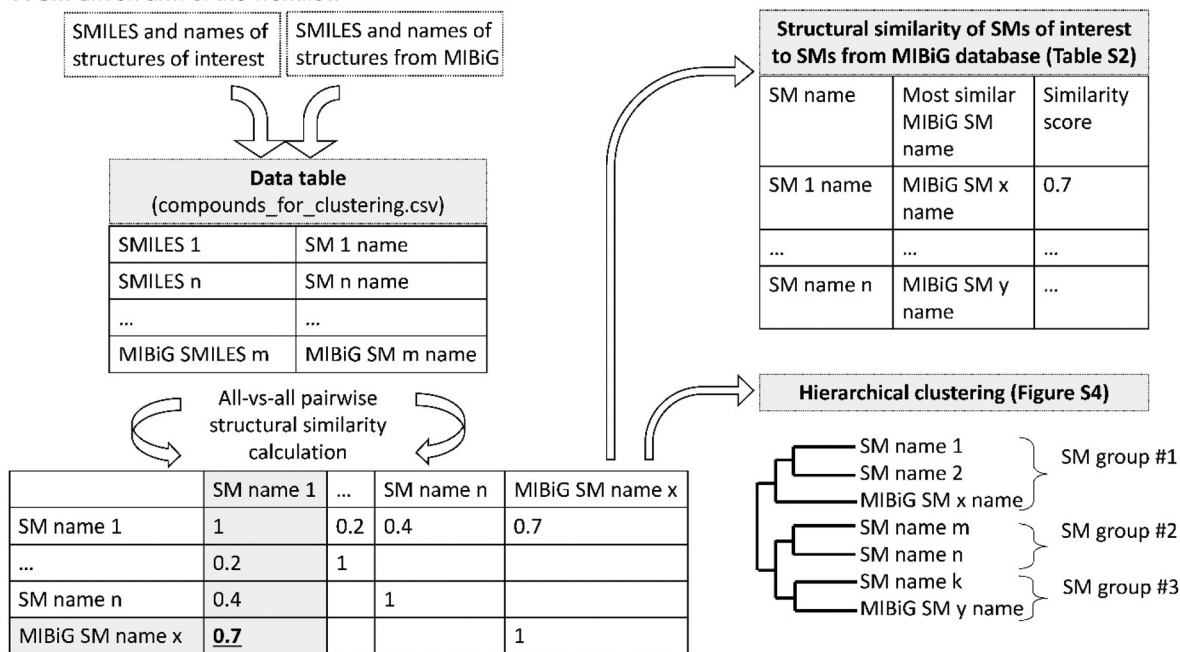 SMILES and names of
structures of interest
SMILES and names of
structures from MIBiG
Data table
(compounds_for_clustering.csv)
SMILES 1 SM 1 name
SMILES n SM n name
... ...
MIBiG SMILES m MIBiG SM m name
All-vs-all pairwise
structural similarity
calculation
SM name 1 ... SM name n MIBiG SM name x
SM name 1 1 0.2 0.4 0.7
... 0.2 1
SM name n 0.4 1
MIBiG SM name x 0.7 1
Structural similarity of SMs of interest
to SMs from MIBiG database (Table S2)
SM name Most similar MIBiG SM name Similarity score
SM 1 name MIBiG SM x name 0.7
... ... ...
SM name n MIBiG SM y name ...
Hierarchical clustering (Figure S4)
SM name 1
SM name 2
MIBiG SM x name
SM group #1
SM name m
SM name n
SM group #2
SM name k
MIBiG SM y name
SM group #3